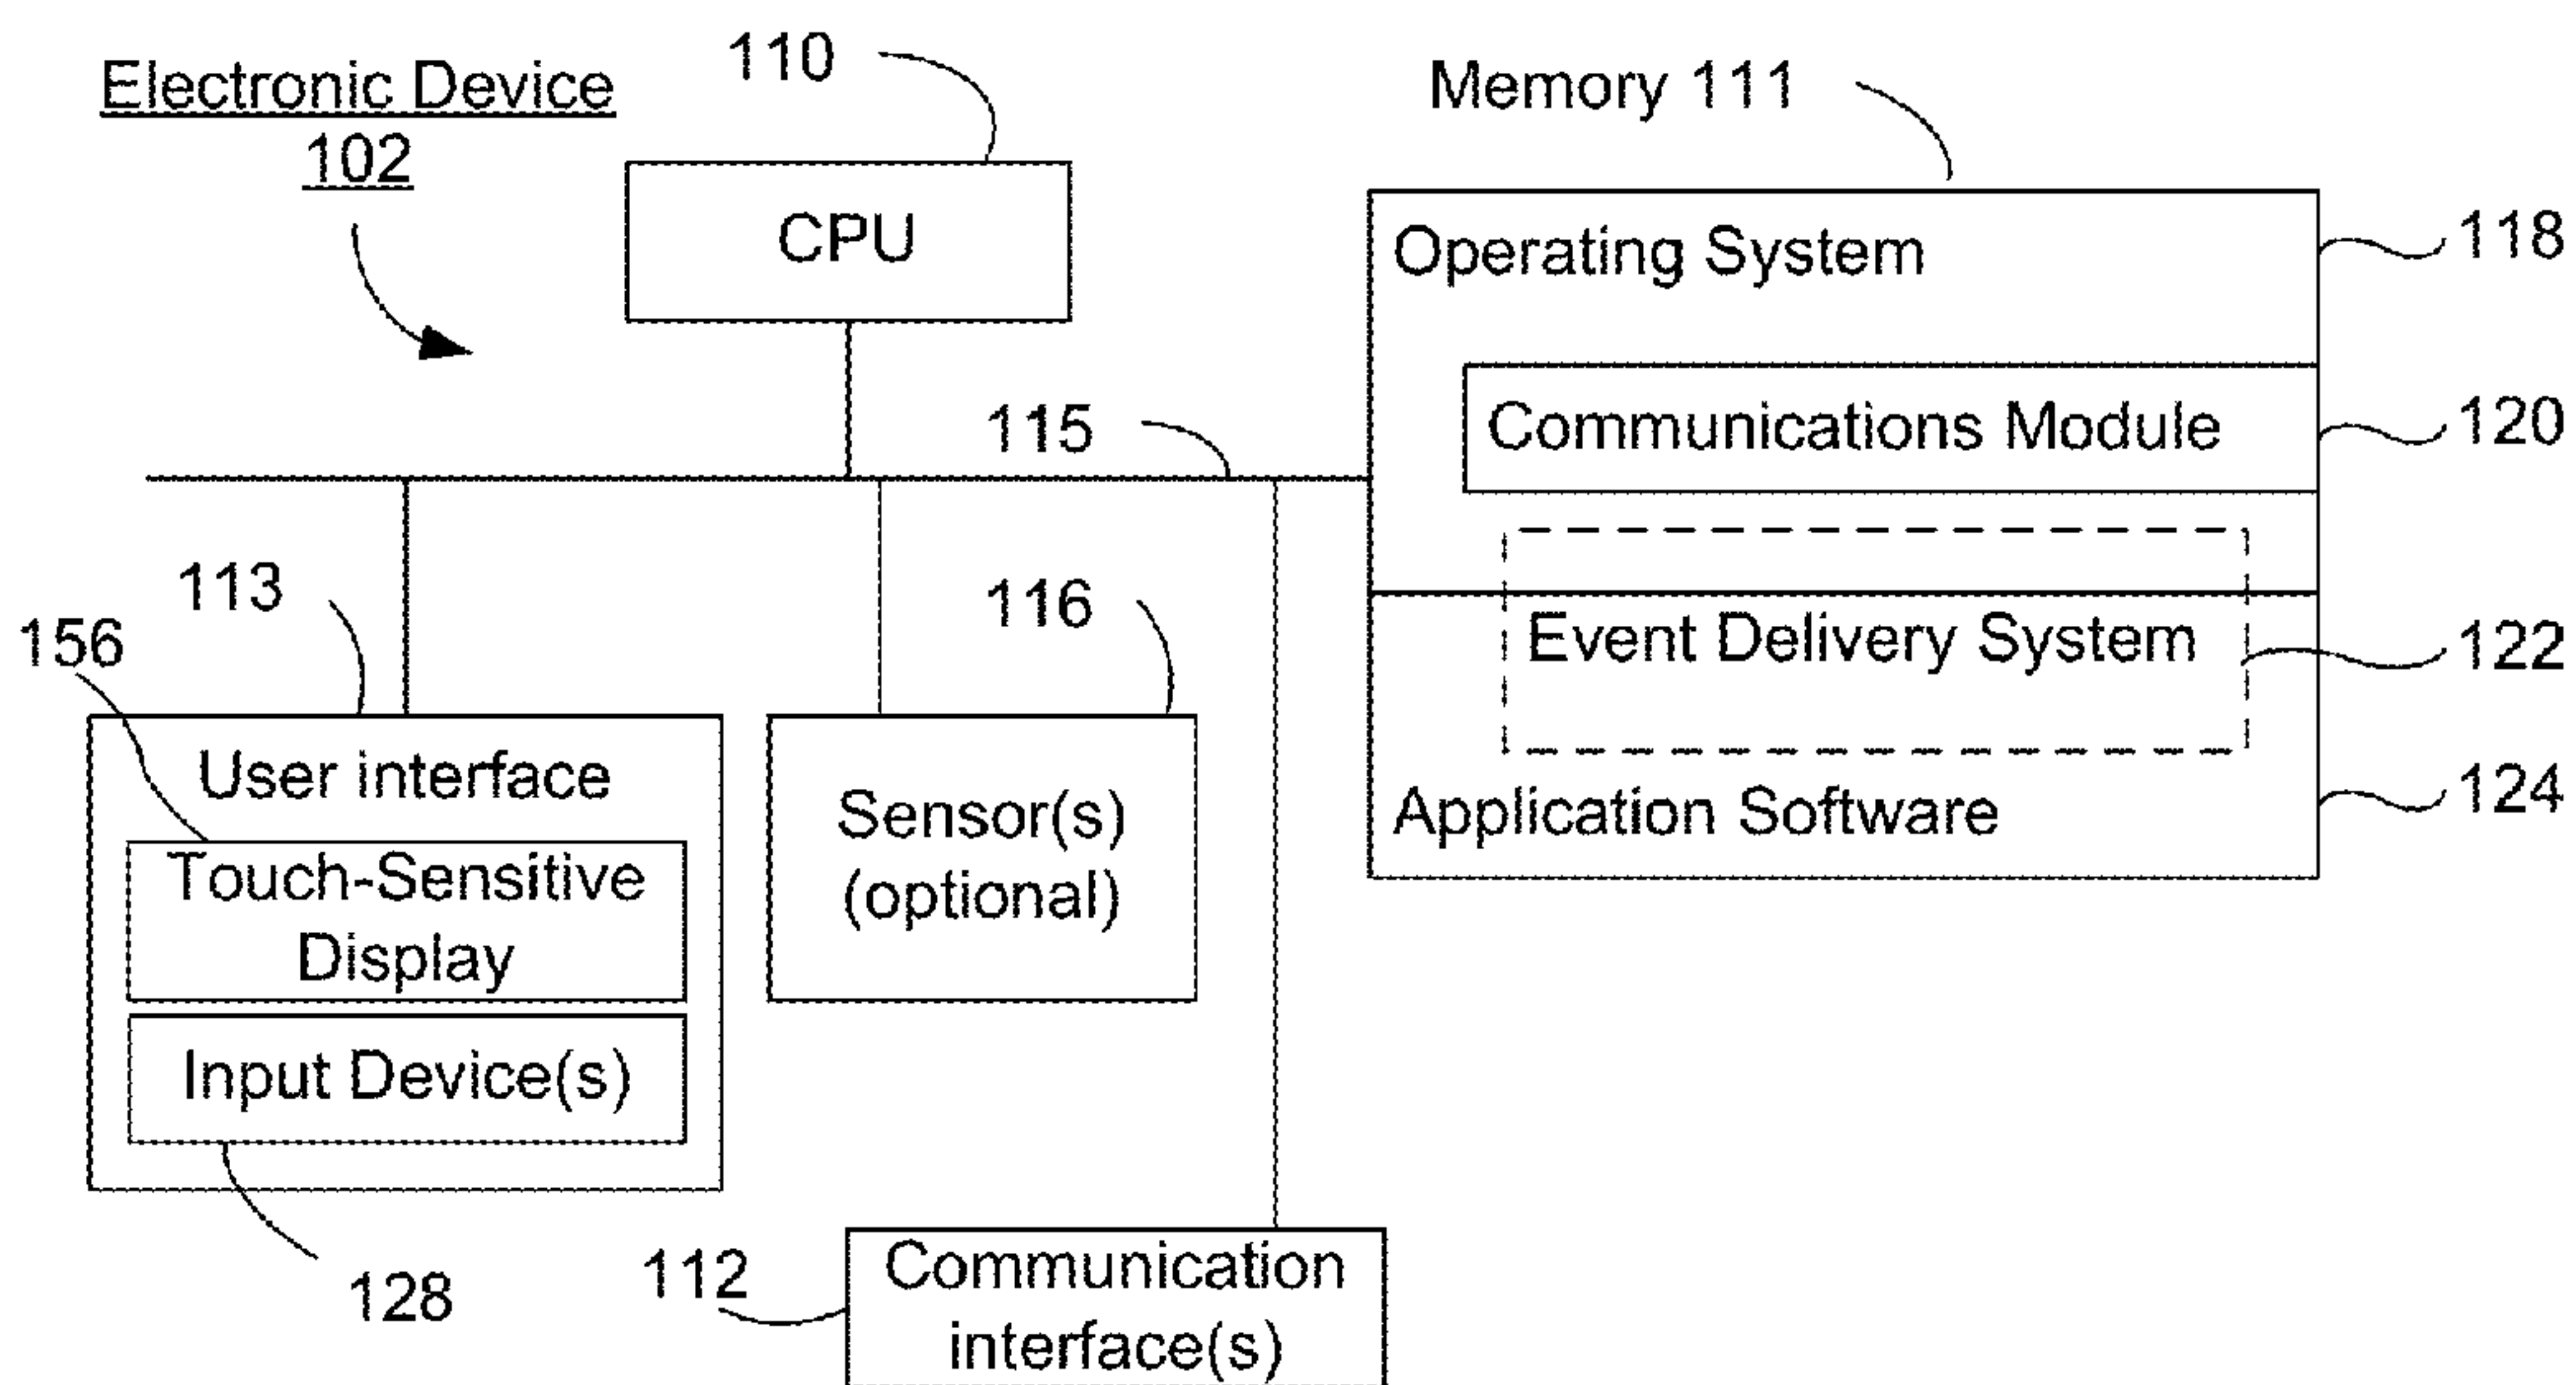 Electronic Device
102
110
CPU
Memory 111
Operating System
118
Communications Module
120
115
Event Delivery System
122
Application Software
124
113
156
User interface
Touch-Sensitive
Display
Input Device(s)
128
116
Sensor(s)
(optional)
112
Communication
interface(s)